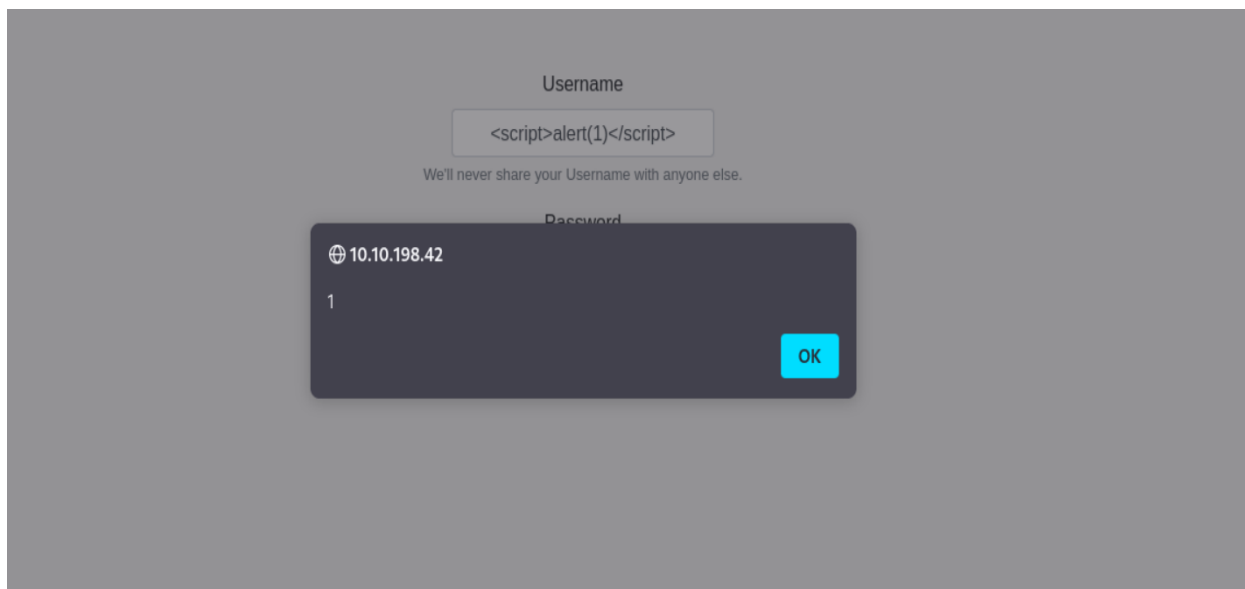 Username
<script>alert(1)</script>
We'll never share your Username with anyone else.
Password
10.10.198.42
1
OK